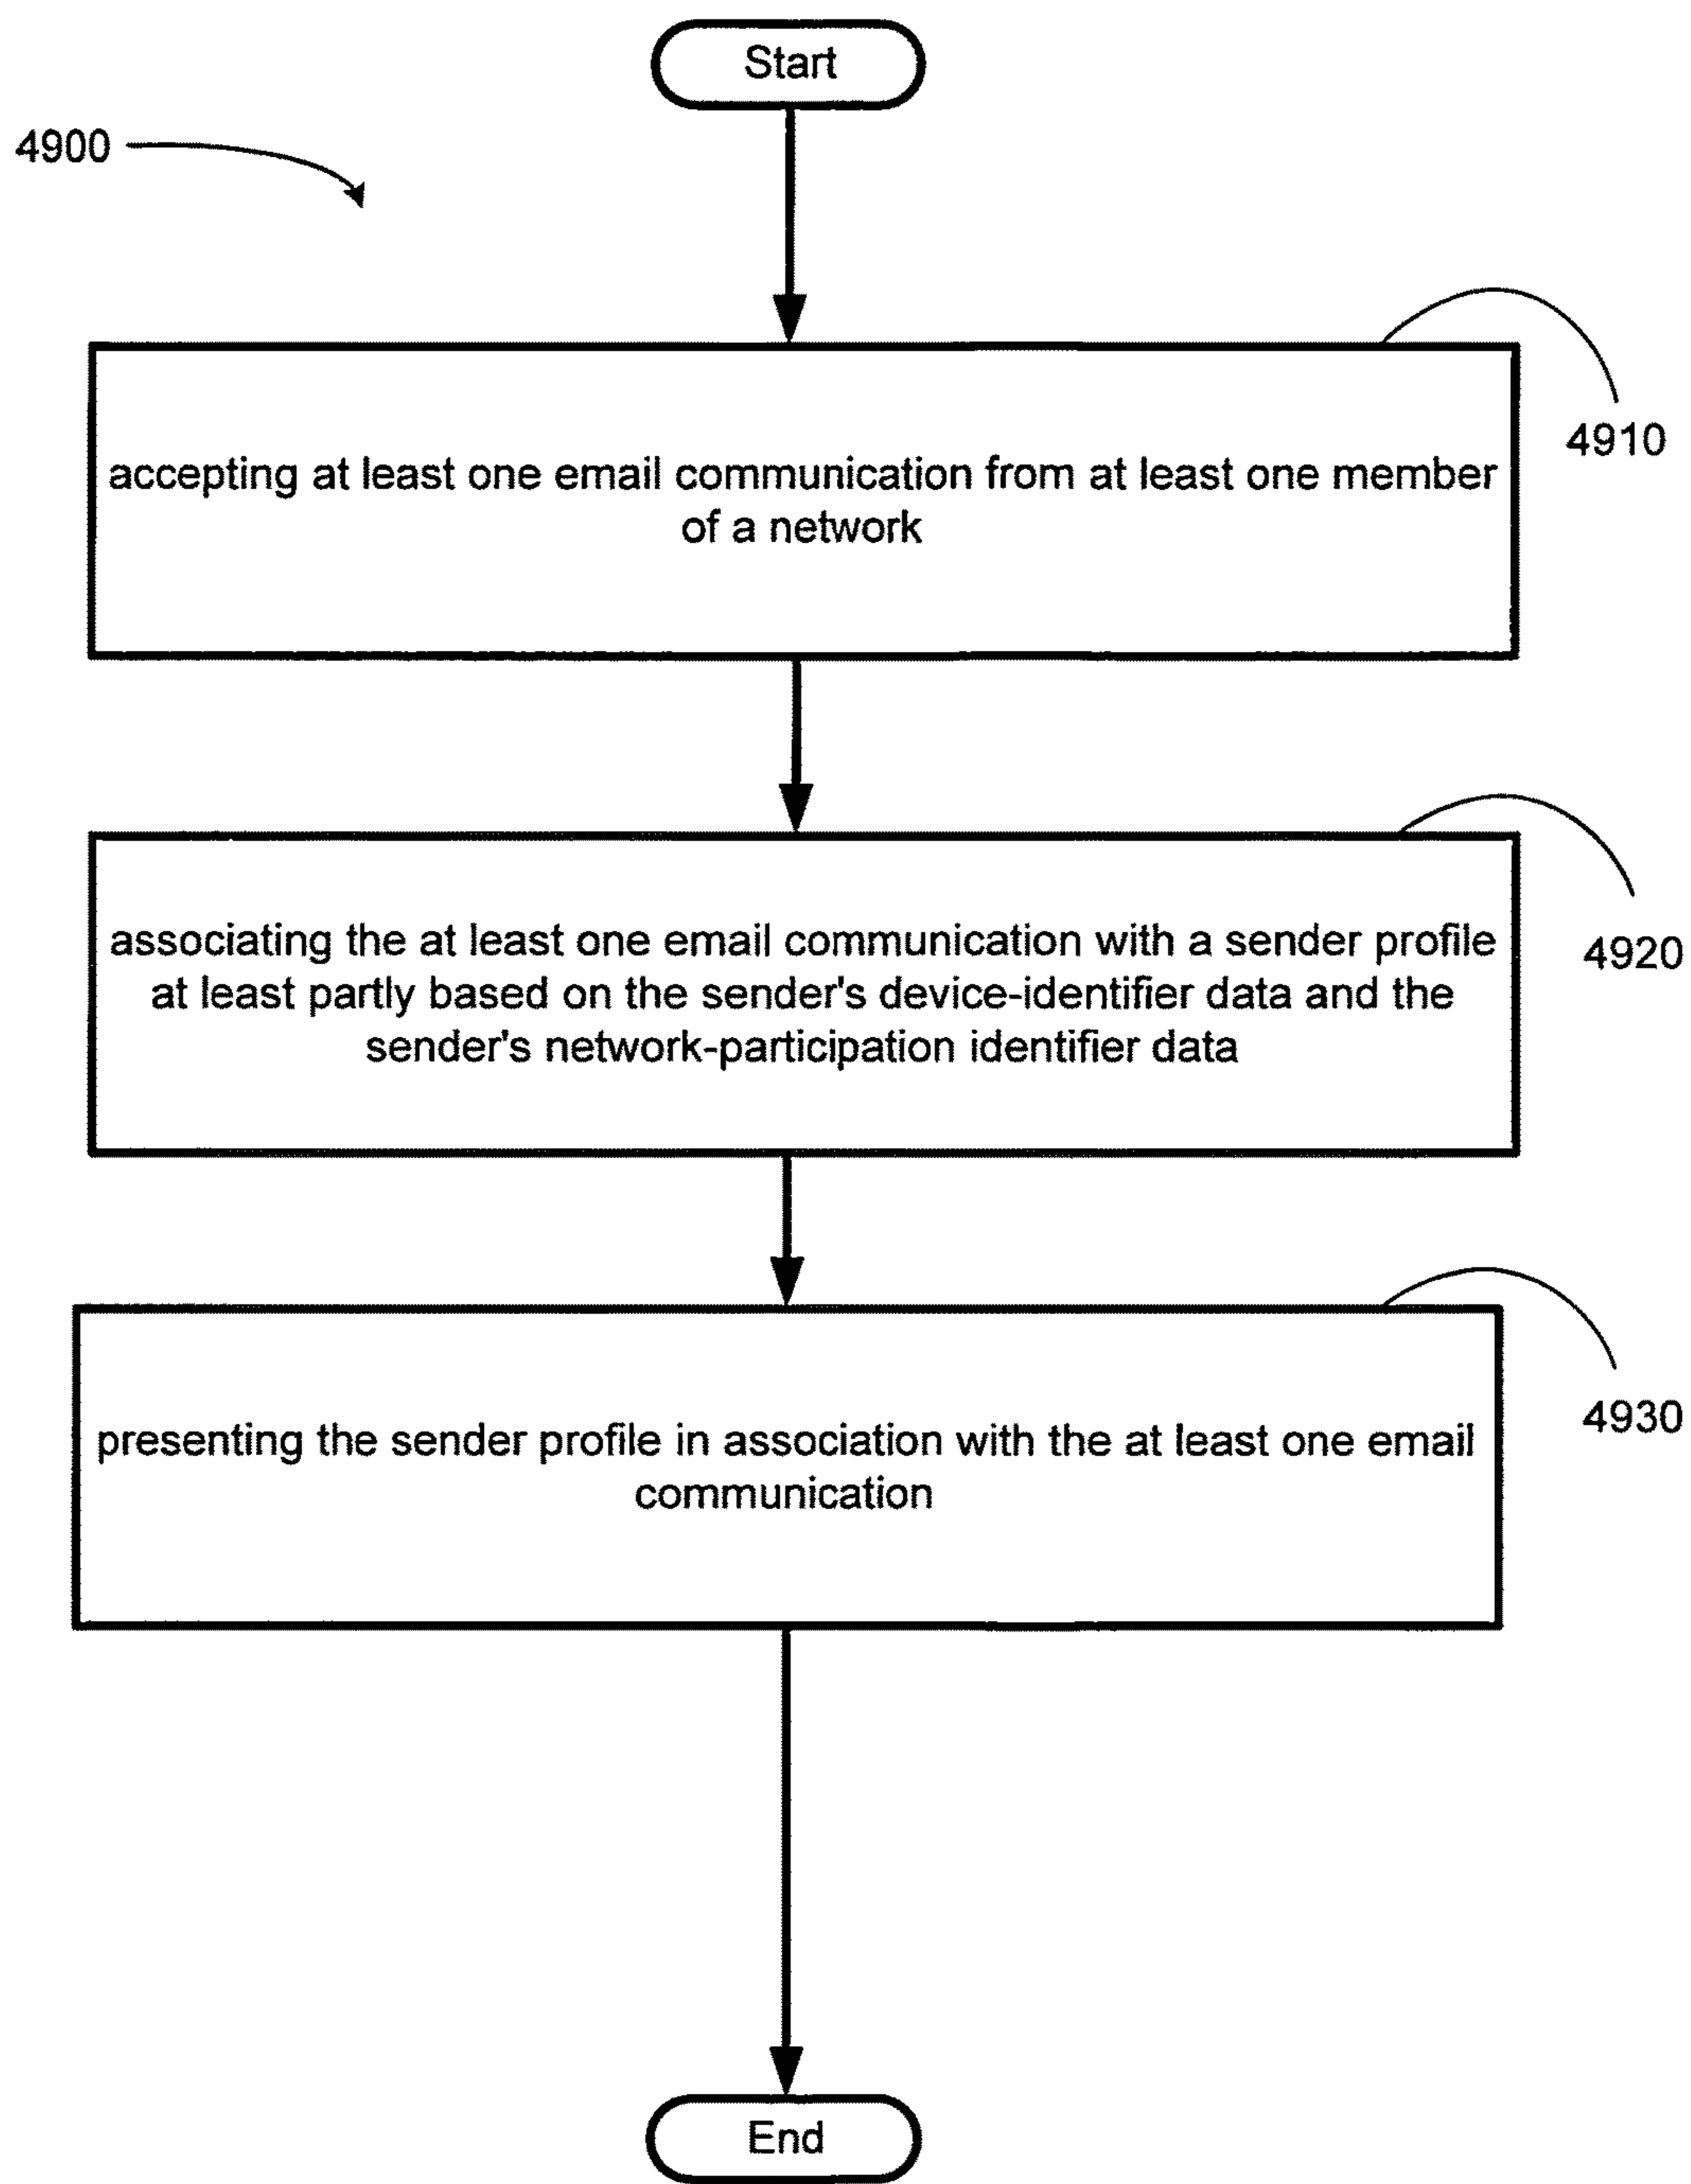 Start
4900
4910
accepting at least one email communication from at least one member
of a network
4920
associating the at least one email communication with a sender profile
at least partly based on the sender's device-identifier data and the
sender's network-participation identifier data
4930
presenting the sender profile in association with the at least one email
communication
End